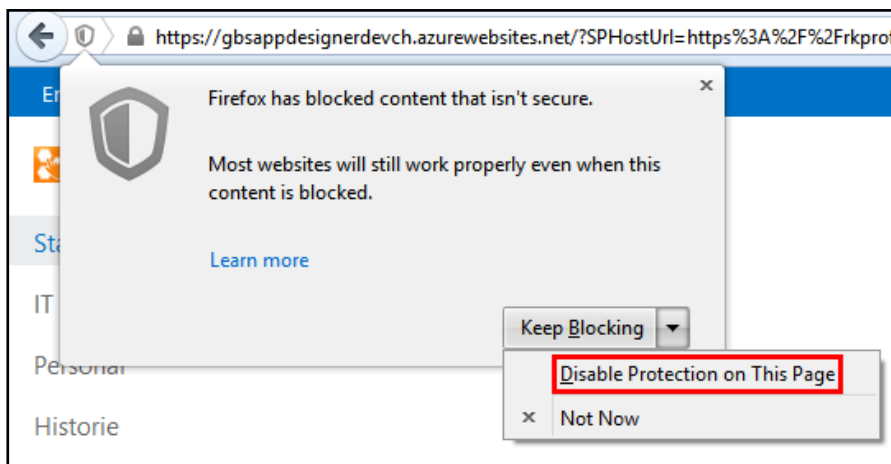 https://gbsappdesignerdevch.azurewebsites.net/?SPHostUrl=https%3A%2F%2Frkprof
Firefox has blocked content that isn't secure.
Most websites will still work properly even when this
content is blocked.
Learn more
Keep Blocking
Disable Protection on This Page
Not Now
IT
Personal
Historie